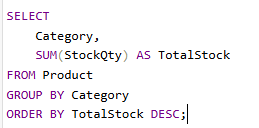 SELECT
    Category,
    SUM(StockQty) AS TotalStock
FROM Product
GROUP BY Category
ORDER BY TotalStock DESC;